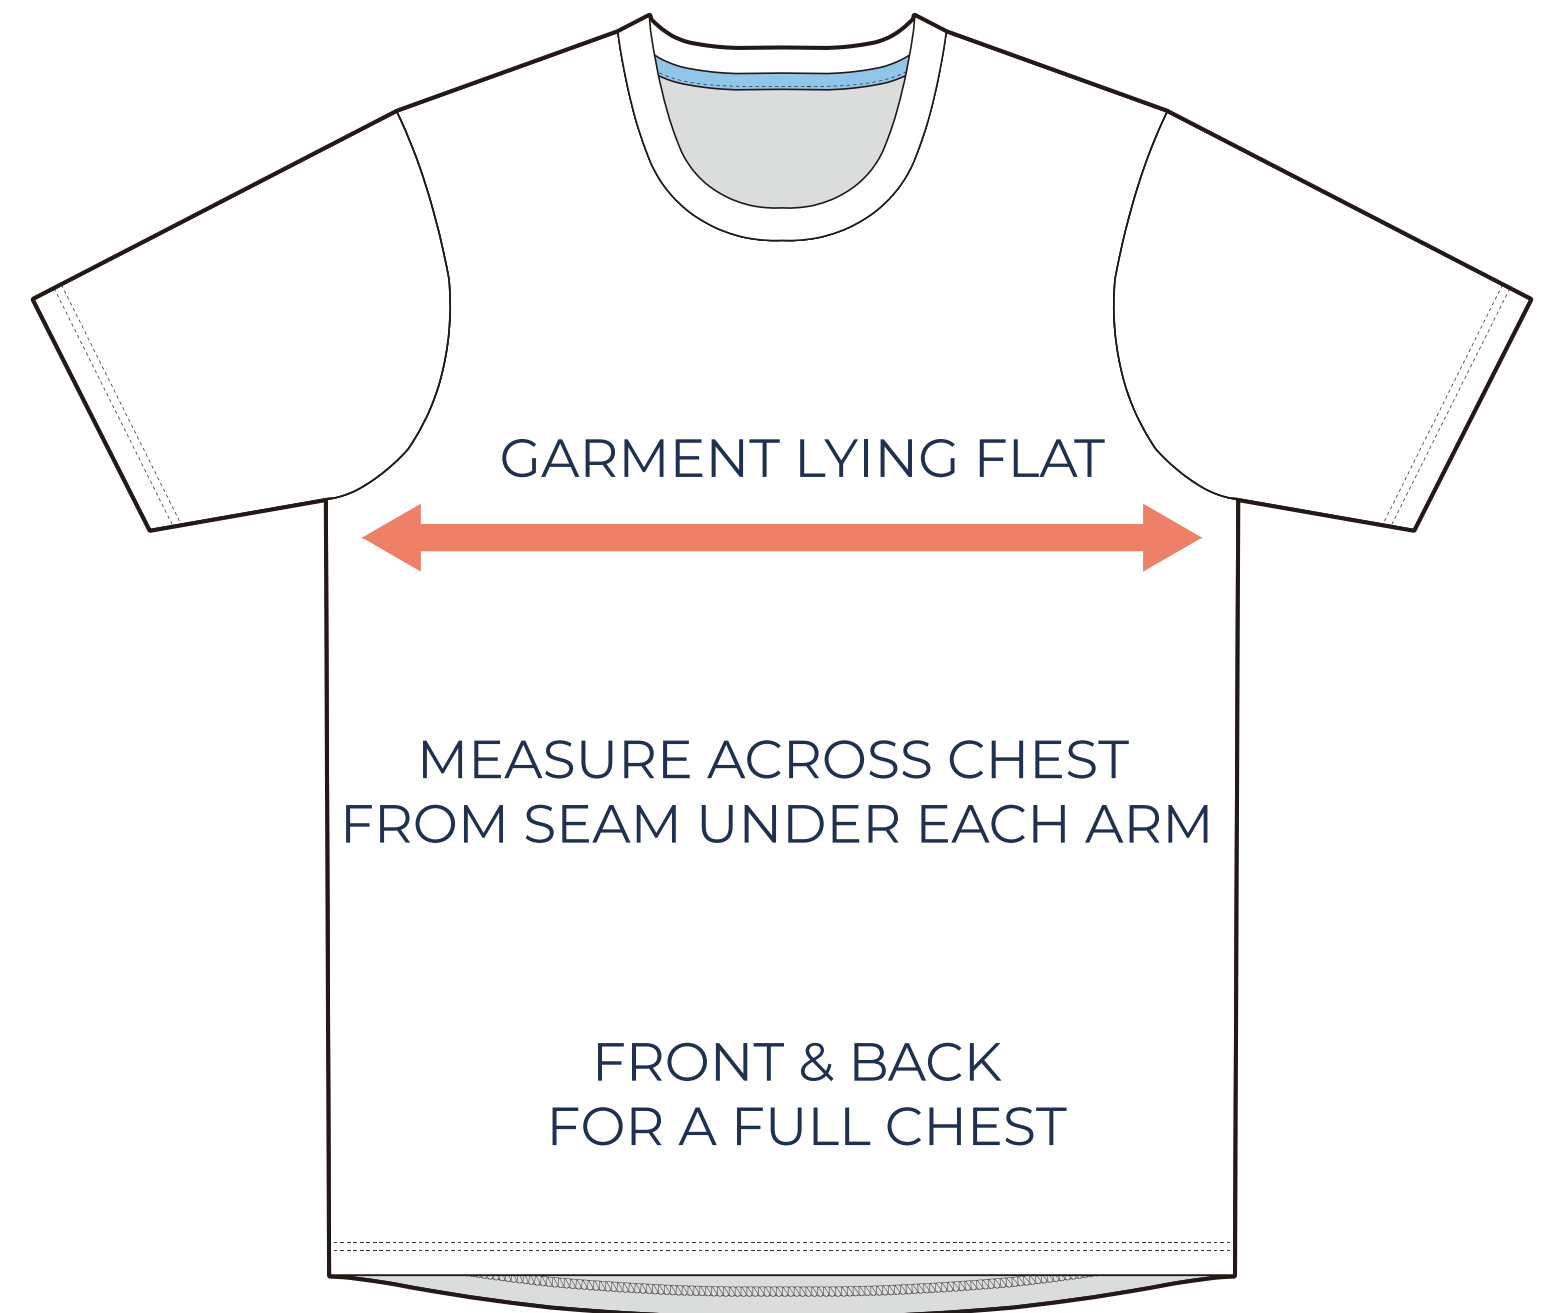 GARMENT LYING FLAT
MEASURE ACROSS CHEST
FROM SEAM UNDER EACH ARM
FRONT & BACK
FOR A FULL CHEST